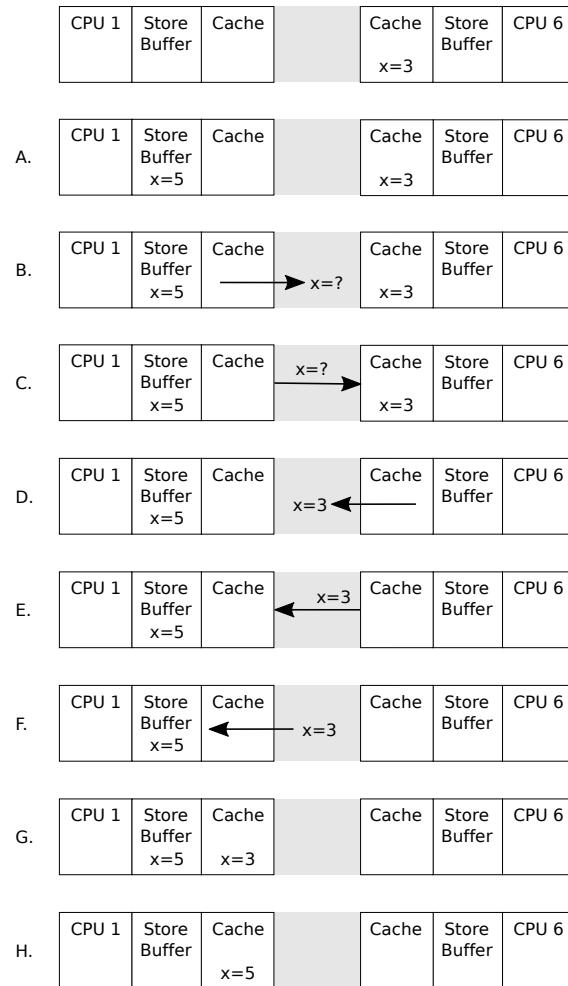 CPU 1 Store Buffer Cache Cache Store Buffer CPU 6
x=3
A.
CPU 1 Store Buffer Cache Cache Store Buffer CPU 6
x=5 x=3
B.
CPU 1 Store Buffer Cache Cache Store Buffer CPU 6
x=5 x=? x=3
C.
CPU 1 Store Buffer Cache x=? Cache Store Buffer CPU 6
x=5 x=3
D.
CPU 1 Store Buffer Cache x=3 Cache Store Buffer CPU 6
x=5
E.
CPU 1 Store Buffer Cache x=3 Cache Store Buffer CPU 6
x=5
F.
CPU 1 Store Buffer Cache x=3 Cache Store Buffer CPU 6
x=5
G.
CPU 1 Store Buffer Cache Cache Store Buffer CPU 6
x=5 x=3
H.
CPU 1 Store Buffer Cache Cache Store Buffer CPU 6
x=5